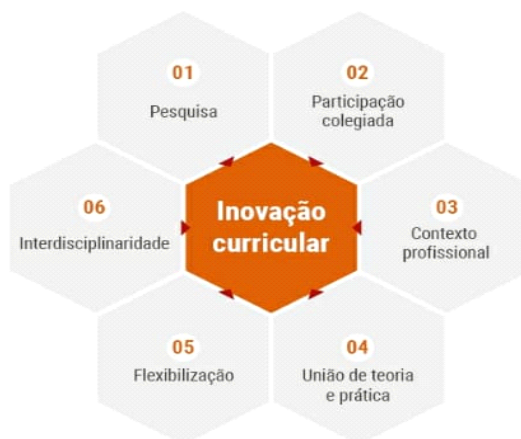 01
Pesquisa
02
Participação
colegiada
Inovação
curricular
03
Contexto
profissional
04
União de teoria
e prática
05
Flexibilização
06
Interdisciplinaridade